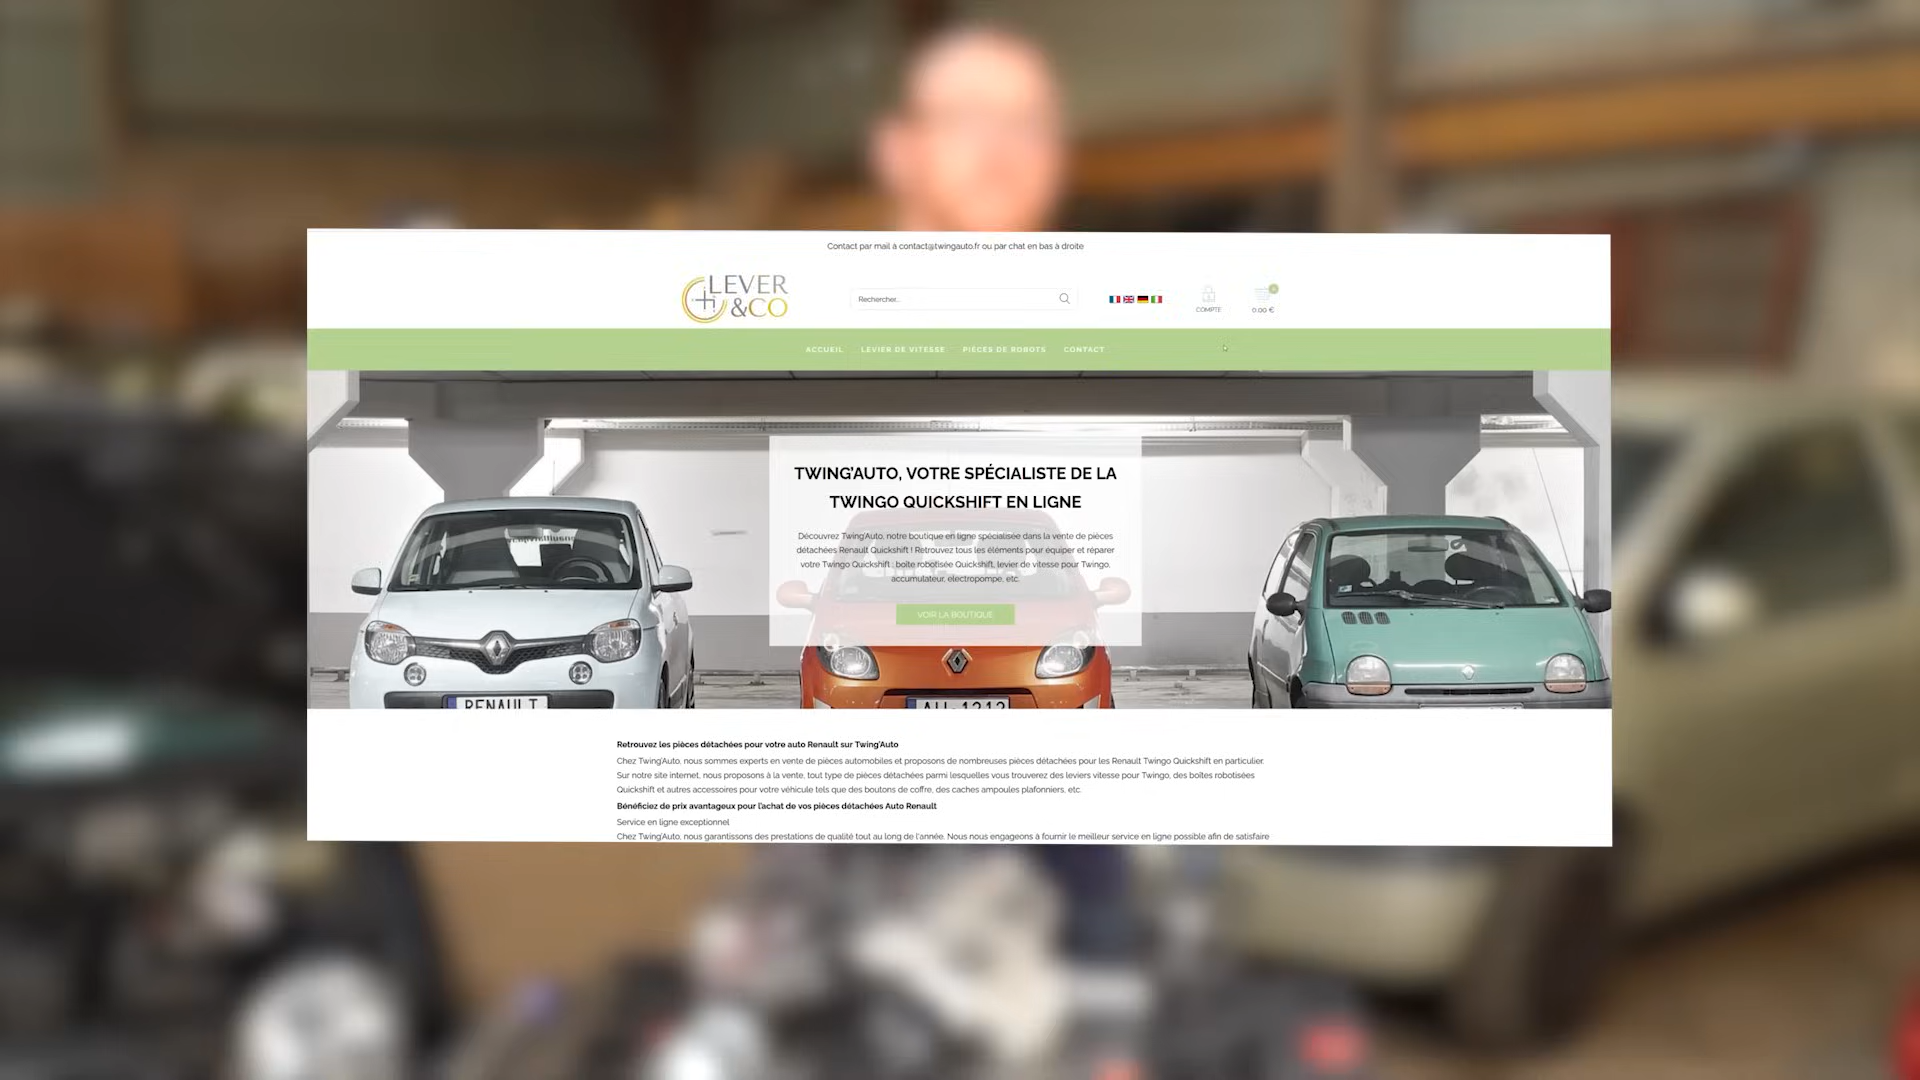 Contact par mail à contact@twingauto.fr ou par chat en bas à droite
CLEVER
&CO
Rechercher...
COMPTE
0.00 €
ACCUEIL
LEVIER DE VITESSE
PIÈCES DE ROBOTS
CONTACT
TWING'AUTO, VOTRE SPÉCIALISTE DE LA
TWINGO QUICKSHIFT EN LIGNE
Découvrez Twing'Auto, notre boutique en ligne spécialisée dans la vente de pièces
détachées Renault Quickshift ! Retrouvez tous les éléments pour équiper et réparer
votre Twingo Quickshift : boîte robotisée Quickshift, levier de vitesse pour Twingo,
accumulateur, électropompe, etc.
VOIR LA BOUTIQUE
RENAULT
AU-1212
Retrouvez les pièces détachées pour votre auto Renault sur Twing'Auto
Chez Twing'Auto, nous sommes experts en vente de pièces automobiles et proposons de nombreuses pièces détachées pour les Renault Twingo Quickshift en particulier.
Sur notre site internet, nous proposons à la vente, tout type de pièces détachées parmi lesquelles vous trouverez des leviers vitesse pour Twingo, des boîtes robotisées
Quickshift et autres accessoires pour votre véhicule tels que des boutons de coffre, des caches ampoules plafonniers, etc.
Bénéficiez de prix avantageux pour l'achat de vos pièces détachées Auto Renault
Service en ligne exceptionnel
Chez Twing'Auto, nous garantissons des prestations de qualité tout au long de l'année. Nous nous engageons à fournir le meilleur service en ligne possible afin de satisfaire